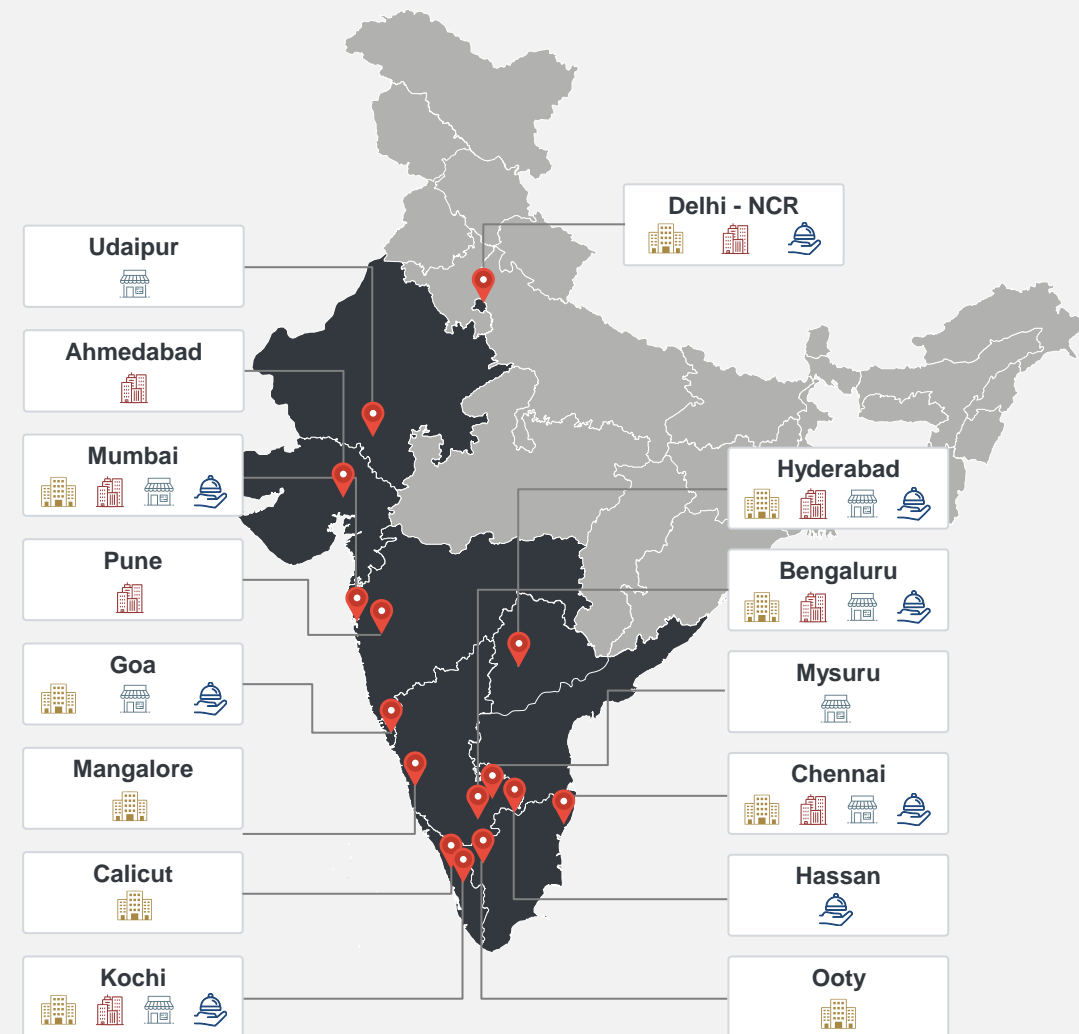 Delhi - NCR
Udaipur
Ahmedabad
Mumbai
Hyderabad
Pune
Bengaluru
Goa
Mysuru
Mangalore
Chennai
Calicut
Hassan
Kochi
Ooty